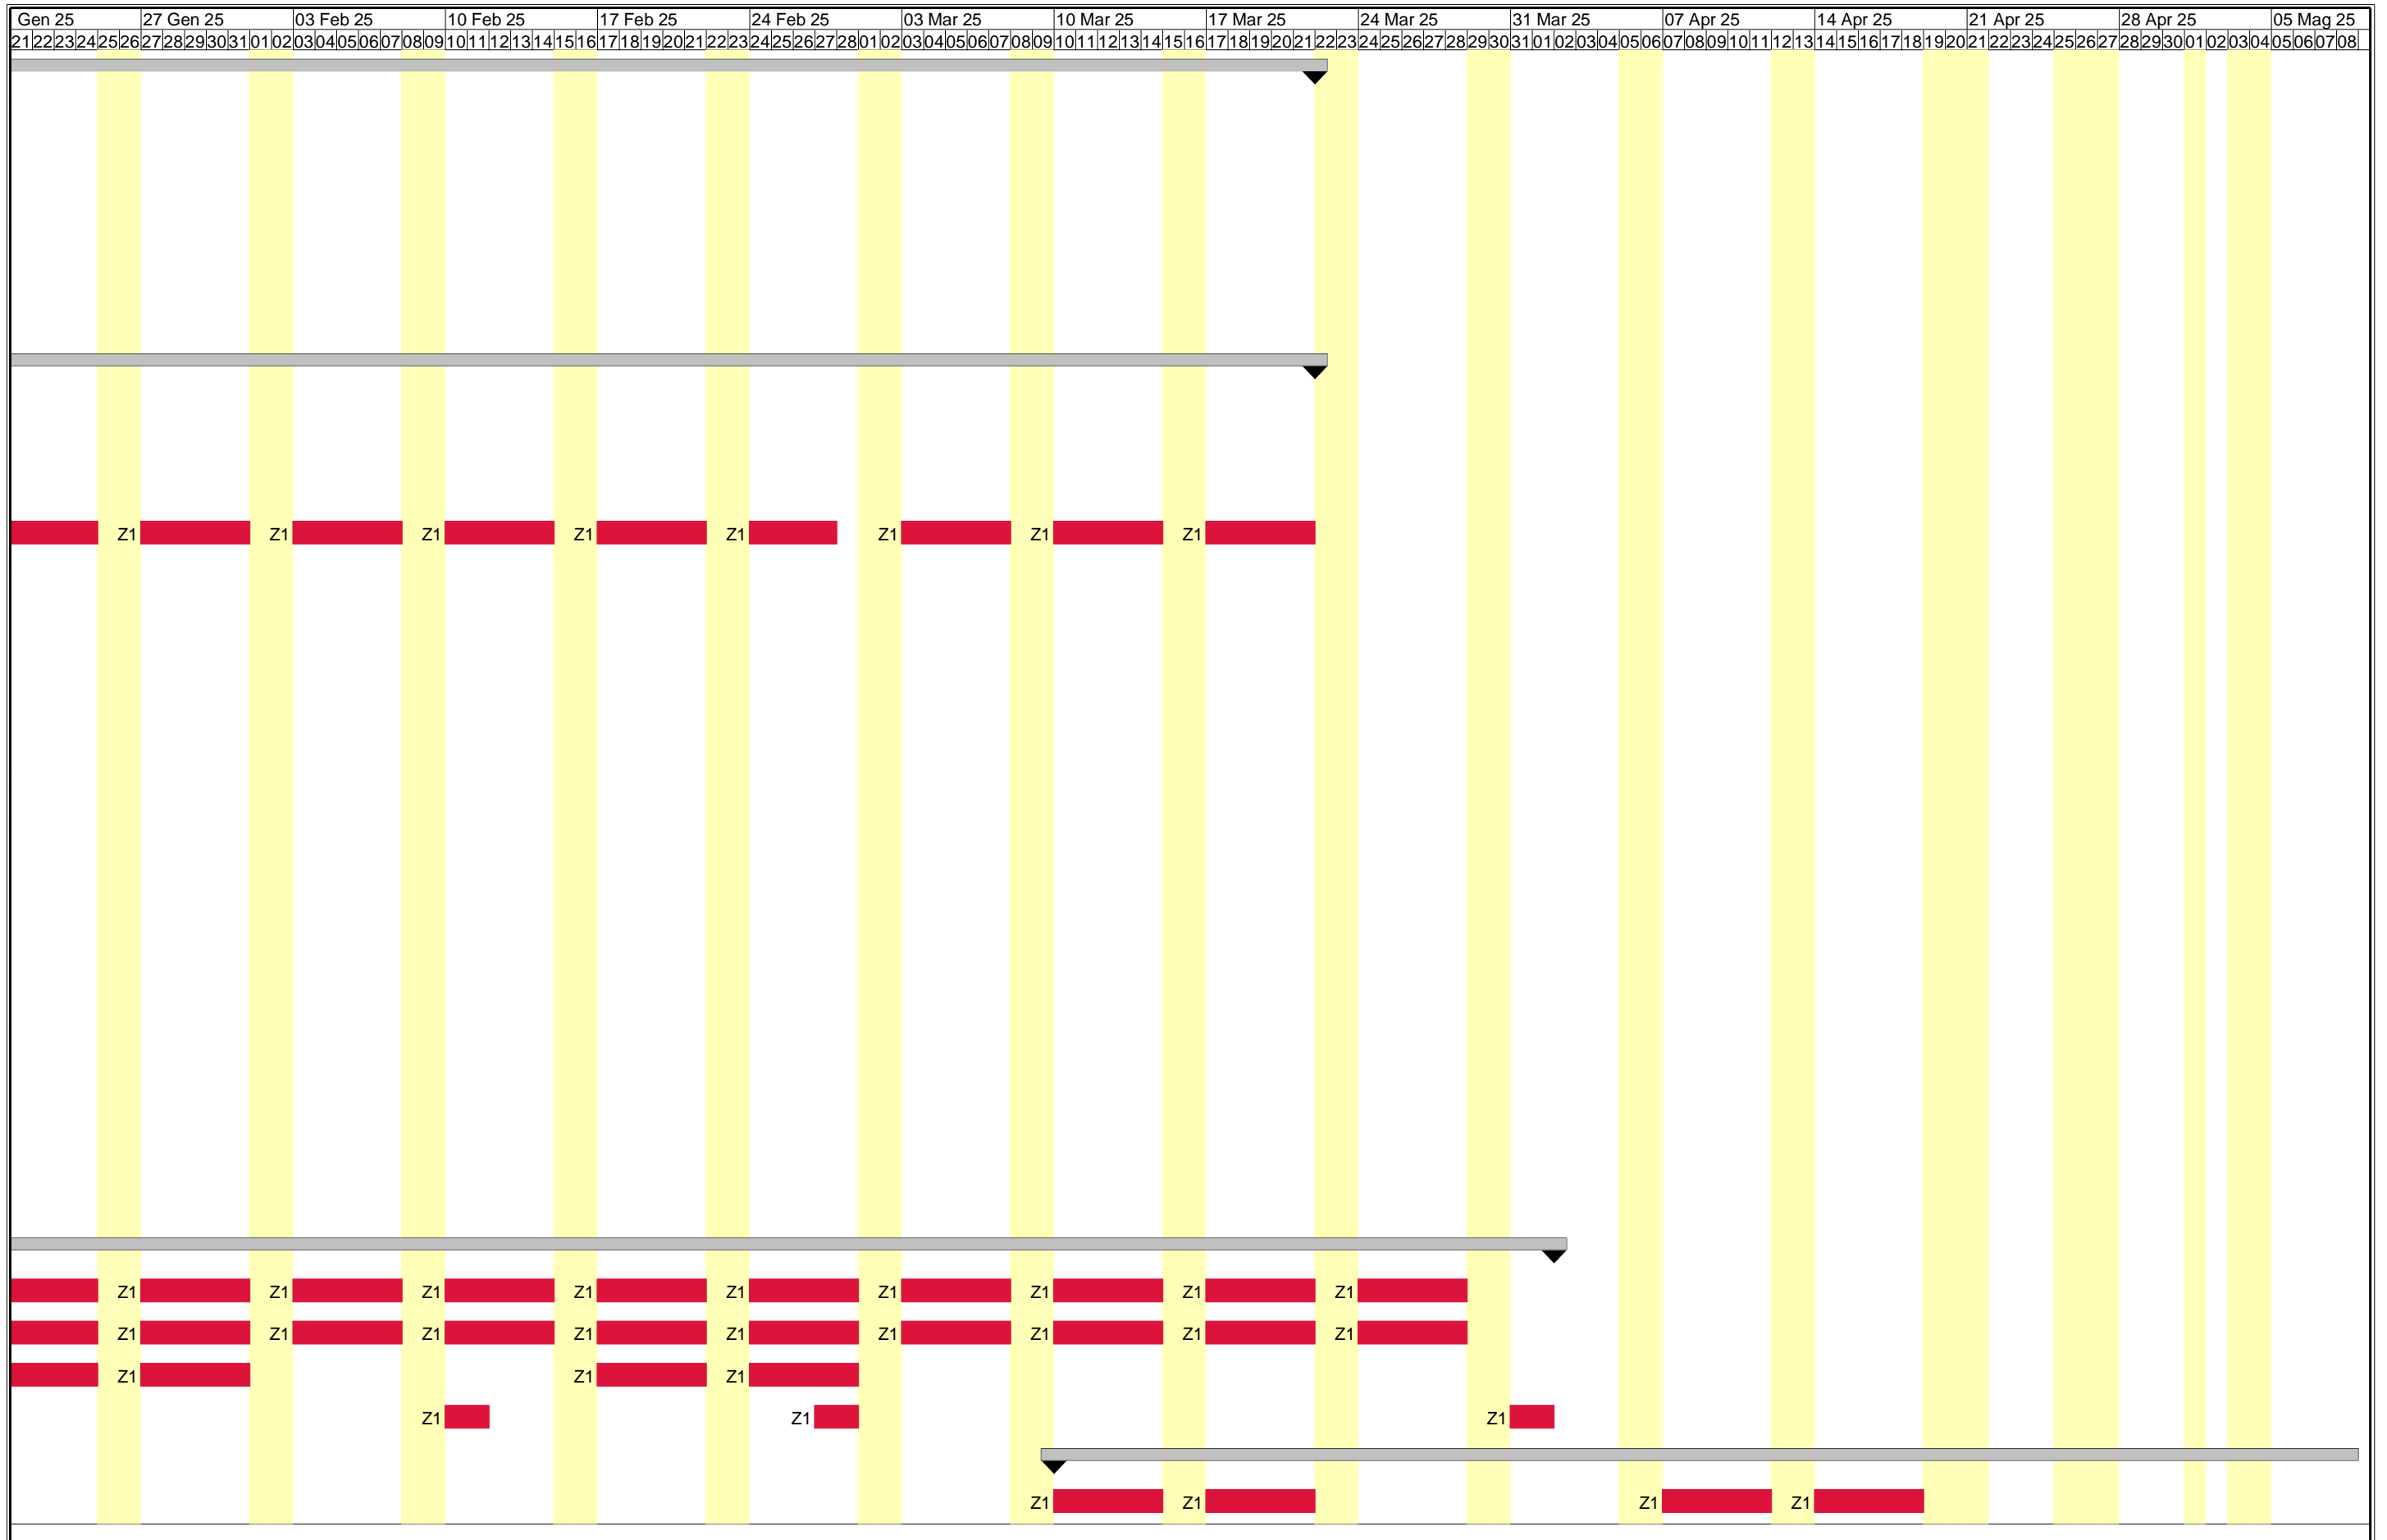 Gen 25 27 Gen 25 03 Feb 25 10 Feb 25 17 Feb 25 24 Feb 25 03 Mar 25 10 Mar 25 17 Mar 25 24 Mar 25 31 Mar 25 07 Apr 25 14 Apr 25 21 Apr 25 28 Apr 25 05 Mag 25
21 22 23 24 25 26 27 28 29 30 31 01 02 03 04 05 06 07 08 09 10 11 12 13 14 15 16 17 18 19 20 21 22 23 24 25 26 27 28 01 02 03 04 05 06 07 08 09 10 11 12 13 14 15 16 17 18 19 20 21 22 23 24 25 26 27 28 29 30 31 01 02 03 04 05 06 07 08 09 10 11 12 13 14 15 16 17 18 19 20 21 22 23 24 25 26 27 28 29 30 01 02 03 04 05 06 07 08
Z1 Z1 Z1 Z1 Z1 Z1 Z1 Z1
Z1 Z1 Z1 Z1 Z1 Z1 Z1 Z1 Z1
Z1 Z1 Z1 Z1 Z1 Z1 Z1 Z1 Z1
Z1 Z1 Z1
Z1 Z1 Z1
Z1 Z1 Z1 Z1